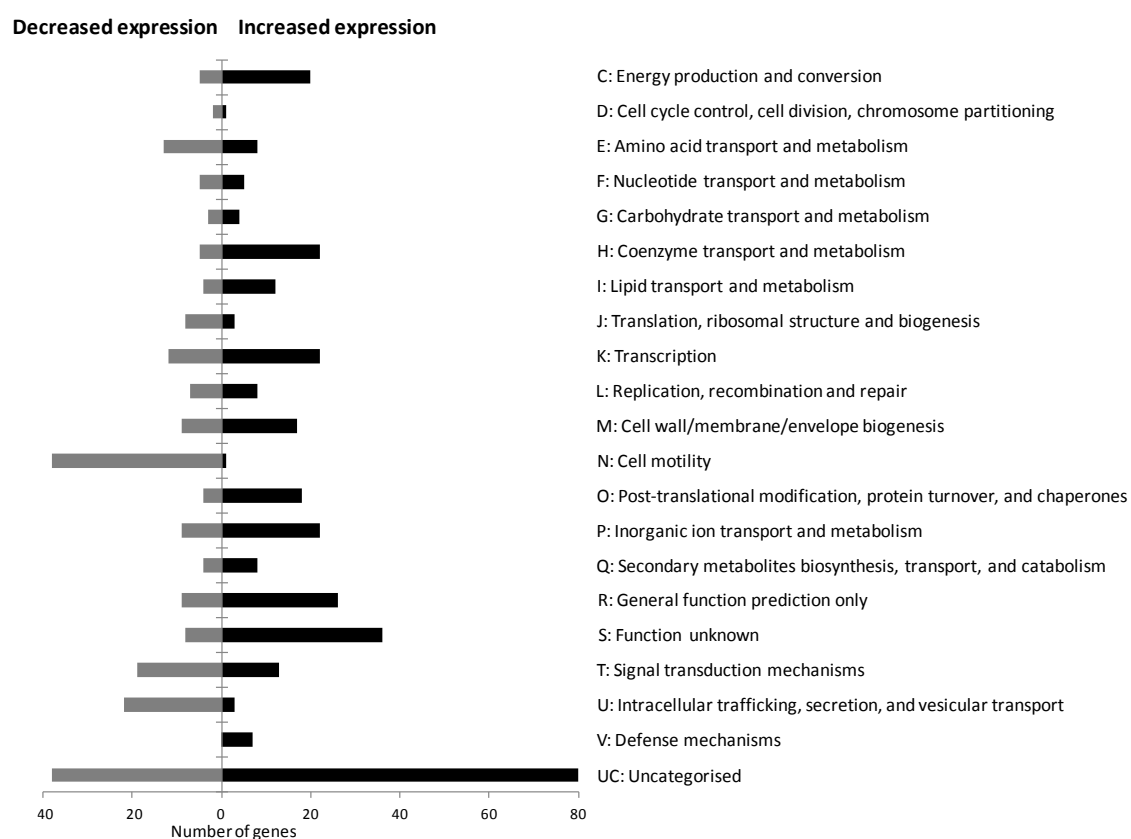 Decreased expression Increased expression
C: Energy production and conversion
D: Cell cycle control, cell division, chromosome partitioning
E: Amino acid transport and metabolism
F: Nucleotide transport and metabolism
G: Carbohydrate transport and metabolism
H: Coenzyme transport and metabolism
I: Lipid transport and metabolism
J: Translation, ribosomal structure and biogenesis
K: Transcription
L: Replication, recombination and repair
M: Cell wall/membrane/envelope biogenesis
N: Cell motility
O: Post-translational modification, protein turnover, and chaperones
P: Inorganic ion transport and metabolism
Q: Secondary metabolites biosynthesis, transport, and catabolism
R: General function prediction only
S: Function unknown
T: Signal transduction mechanisms
U: Intracellular trafficking, secretion, and vesicular transport
V: Defense mechanisms
UC: Uncategorised
40 20 0 20 40 60 80
Number of genes